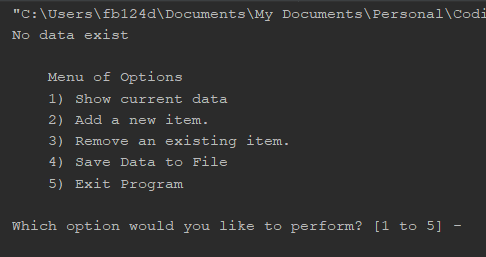 "C:\Users\fb124d\Documents\My Documents\Personal\Codi
No data exist
Menu of Options
1) Show current data
2) Add a new item.
3) Remove an existing item.
4) Save Data to File
5) Exit Program
Which option would you like to perform? [1 to 5] -